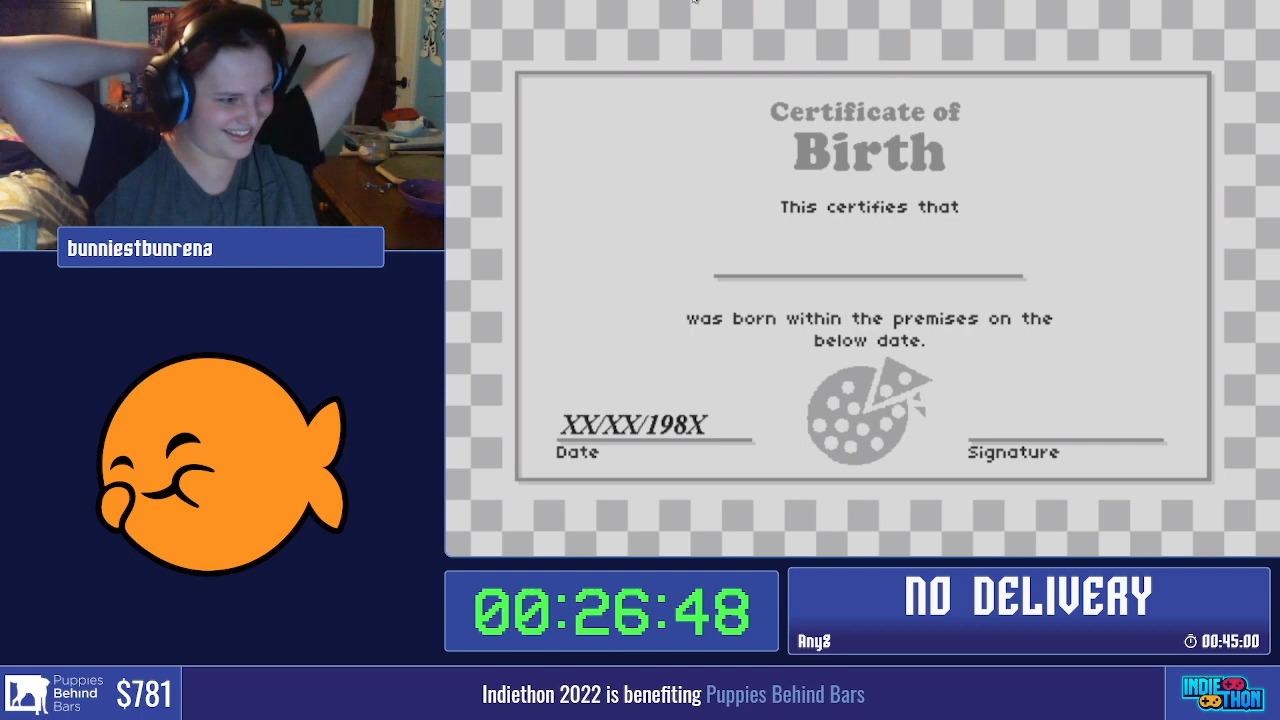 bunniestbunrena
Certificate of
Birth
This certifies that
was born within the premises on the
below date.
XX/XX/198X
Date
Signature
00:26:48
NO DELIVERY
Any%
00:45:00
Puppies
Behind
Bars
$781
Indiethon 2022 is benefiting Puppies Behind Bars
INDIE
THON